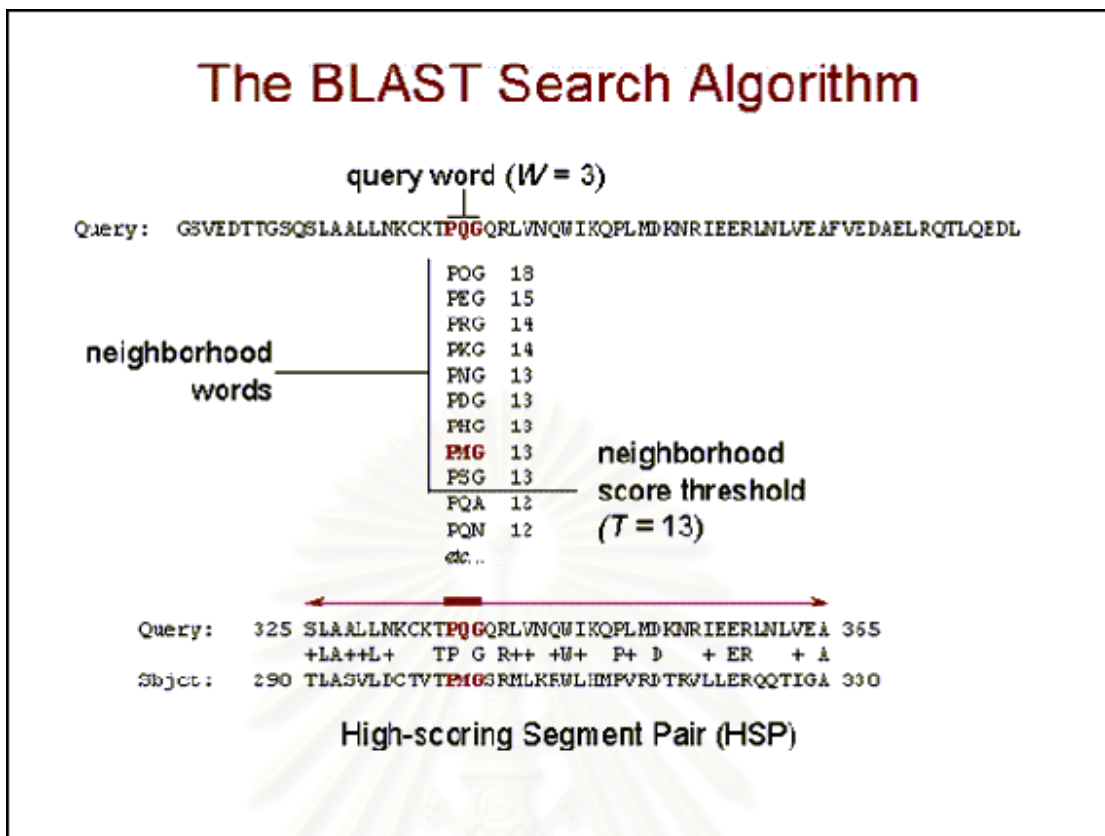 The BLAST Search Algorithm
query word (W = 3)
Query: GSVEDTTGSQSLAALLNKCKTPQGQRLVNQWIKQPLMDKNRIEERLNLVEAFVEDAELRQTLQEDL
PQG 18
PEG 15
PRG 14
PKG 14
PNG 13
PDG 13
PHG 13
PMG 13
PSG 13
PQA 12
PQN 12
etc...
neighborhood
words
neighborhood
score threshold
(T = 13)
Query: 325 SLAALLNKCKTPQGQRLVNQWIKQPLMDKNRIEERLNLVEA 365
+LA++L+ TP G R++ +W+ P+ D + ER + A
Sbjct: 290 TLASVLDCTVTPMGSRMLKRWLHMPVRDTRVLLERQQTIGA 330
High-scoring Segment Pair (HSP)